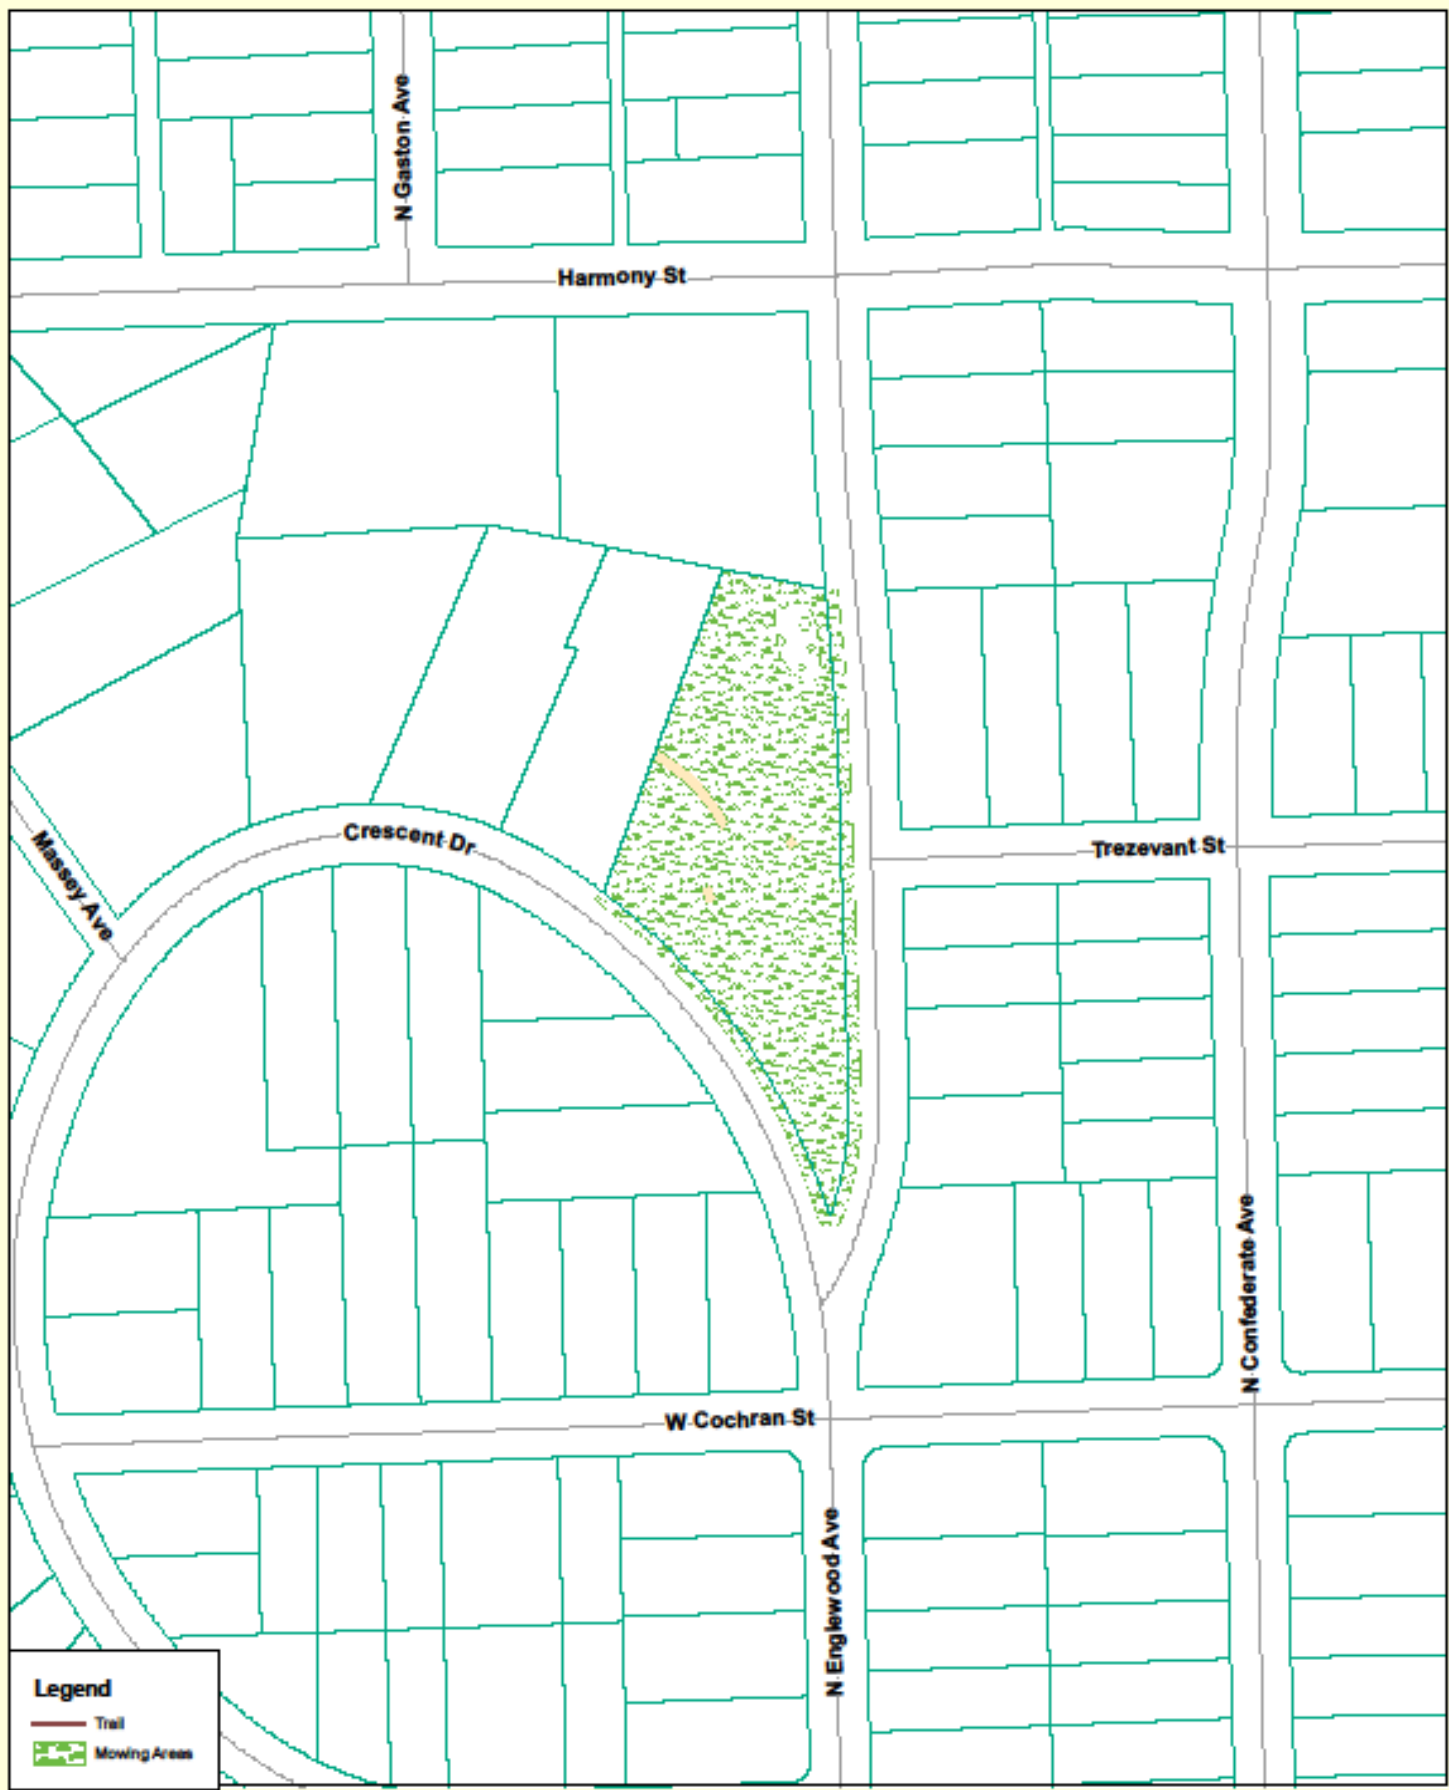 N Gaston Ave
Harmony St
Crescent Dr
Massey Ave
Trezevant St
N Confederate Ave
W Cochran St
N Englewood Ave
Legend
Trail
Mowing Areas